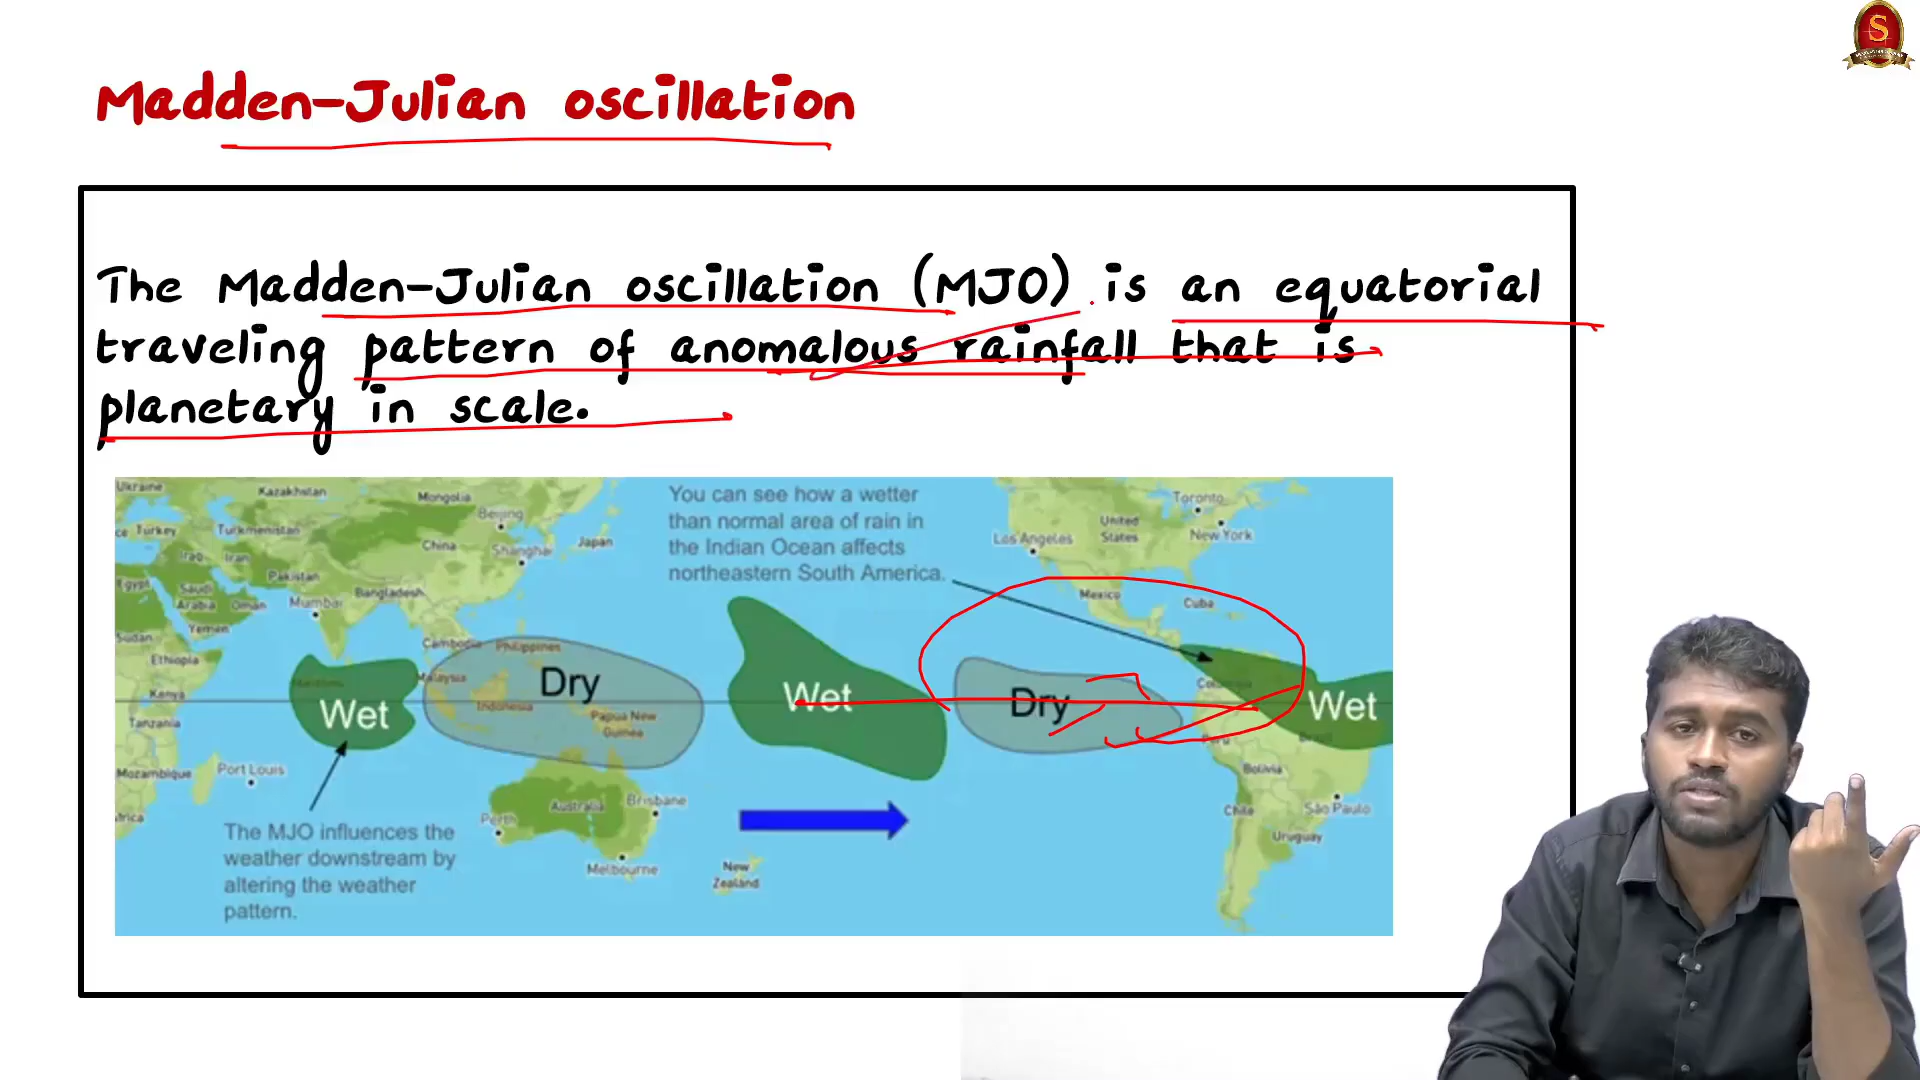 Madden-Julian oscillation
The Madden-Julian oscillation (MJO) is an equatorial
traveling pattern of anomalous rainfall that is
planetary in scale.
You can see how a wetter
than normal area of rain in
the Indian Ocean affects
northeastern South America.
Ukraine
Kazakhstan
Mongolia
Beijing
Turkey
Turkmenistan
China
Shanghai
Japan
Iraq
Iran
Pakistan
Egypt
Saudi
Arabia
Oman
Mumbai
Bangladesh
Sudan
Yemen
Cambodia
Philippines
Ethiopia
Malaysia
Kenya
Indonesia
Papua New
Guinea
Tanzania
Mozambique
Port Louis
Australia
Brisbane
Perth
Melbourne
New
Zealand
Toronto
United
States
New York
Los Angeles
Mexico
Cuba
Peru
Brazil
Bolivia
Chile
São Paulo
Uruguay
Wet
Dry
Wet
Dry
Wet
The MJO influences the
weather downstream by
altering the weather
pattern.
S